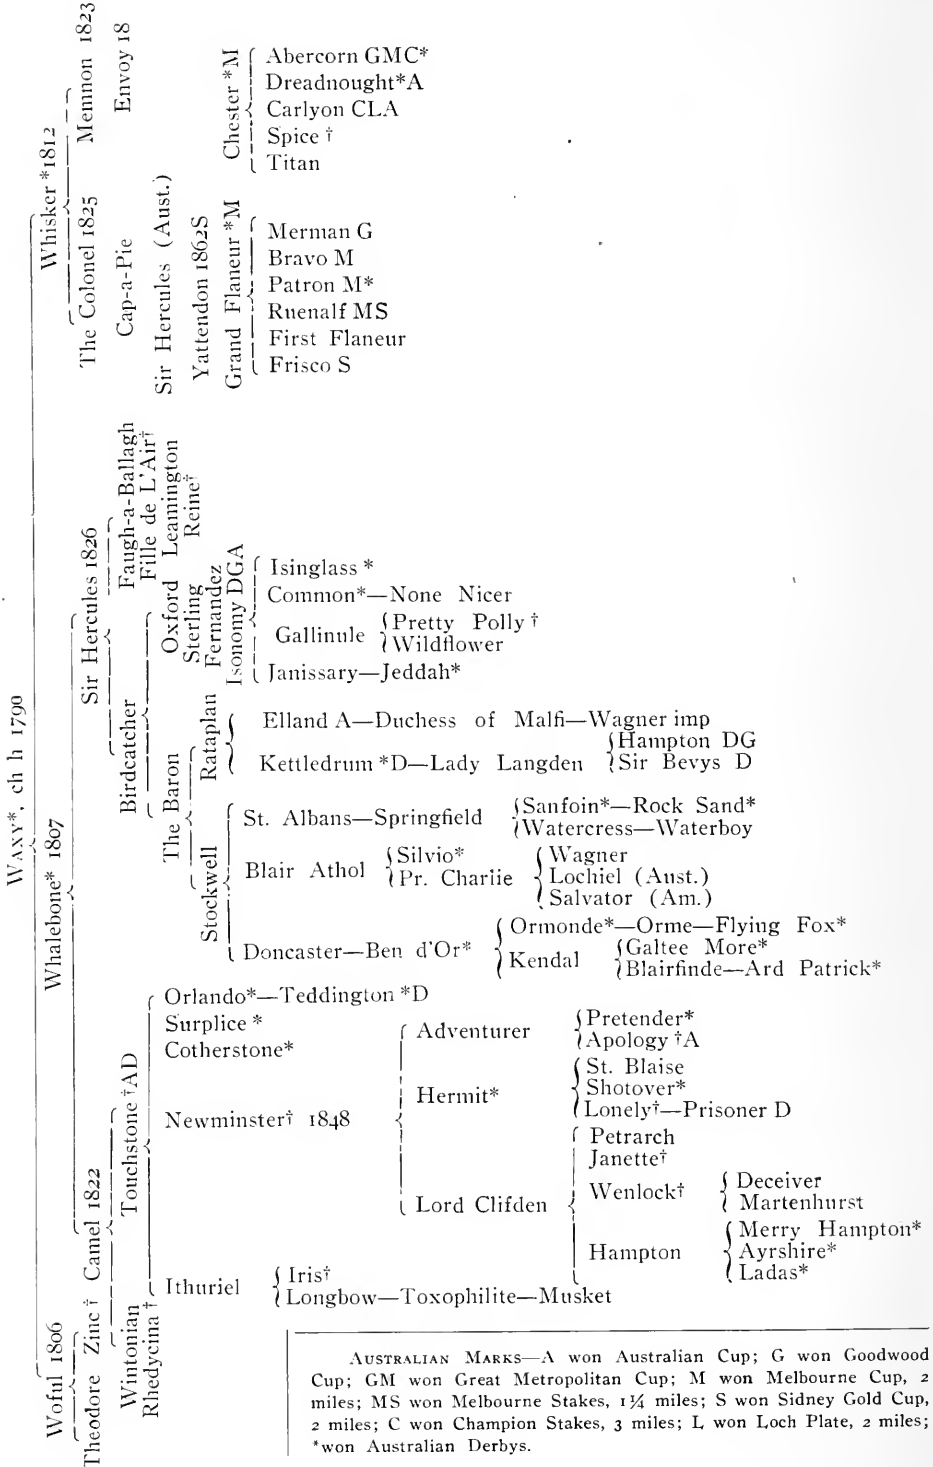 WAXY*, ch h 1790
Whisker *1812
Whalebone* 1807
Woful 1806
Memnon 1823
The Colonel 1825
Envoy 18
Cap-a-Pie
Sir Hercules (Aust.)
Yattendon 1862S
Chester *M
Abercorn GMC*
Dreadnought*A
Carlyon CLA
Spice †
Titan
Grand Flaneur *M
Merman G
Bravo M
Patron M*
Ruenalf MS
First Flaneur
Frisco S
Sir Hercules 1826
Faugh-a-Ballagh
Fille de L'Air†
Leamington
Reine†
Birdcatcher
Oxford
Sterling
Fernandez
Isonomy DGA
Isinglass *
Common*—None Nicer
Gallinule
Pretty Polly †
Wildflower
Janissary—Jeddah*
The Baron
Rataplan
Elland A—Duchess of Malfi—Wagner imp
Kettledrum *D—Lady Langden
Hampton DG
Sir Bevys D
Stockwell
St. Albans—Springfield
Sanfoin*—Rock Sand*
Watercress—Waterboy
Blair Athol
Silvio*
Pr. Charlie
Wagner
Lochiel (Aust.)
Salvator (Am.)
Doncaster—Ben d'Or*
Ormonde*—Orme—Flying Fox*
Kendal
Galtee More*
Blairfinde—Ard Patrick*
Camel 1822
Touchstone †AD
Orlando*—Teddington *D
Surplice *
Cotherstone*
Newminster† 1848
Adventurer
Pretender*
Apology †A
Hermit*
St. Blaise
Shotover*
Lonely†—Prisoner D
Lord Clifden
Petrarch
Janette†
Wenlock†
Deceiver
Martenhurst
Hampton
Merry Hampton*
Ayrshire*
Ladas*
Ithuriel
Iris†
Longbow—Toxophilite—Musket
Wintonian
Rhedycina †
Zinc †
Theodore
AUSTRALIAN MARKS—A won Australian Cup; G won Goodwood
Cup; GM won Great Metropolitan Cup; M won Melbourne Cup, 2
miles; MS won Melbourne Stakes, 1¼ miles; S won Sidney Gold Cup,
2 miles; C won Champion Stakes, 3 miles; L won Loch Plate, 2 miles;
*won Australian Derbys.